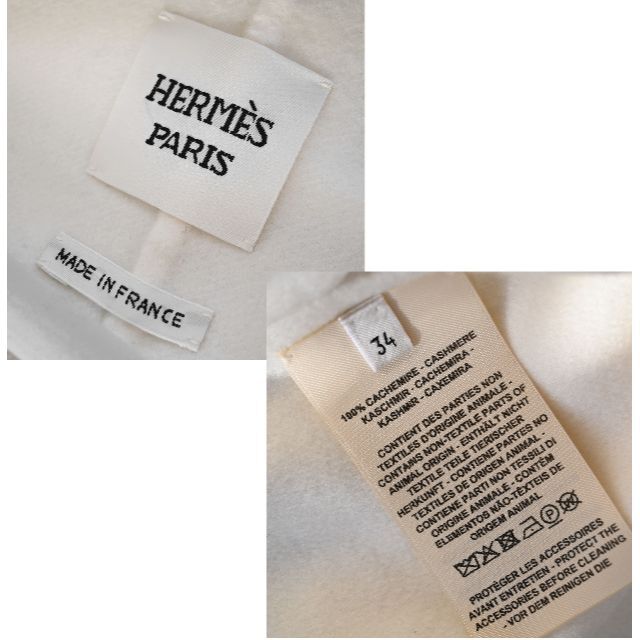 HERMÈS
PARIS
MADE IN FRANCE
34
100% CACHEMIRE - CASHMERE
KASCHMIR - CACHEMIRA -
KASHMIR - CAXEMIRA
CONTIENT DES PARTIES NON
TEXTILES D'ORIGINE ANIMALE -
CONTAINS NON-TEXTILE PARTS OF
ANIMAL ORIGIN - ENTHÄLT NICHT
TEXTILE TEILE TIERISCHER
HERKUNFT - CONTIENE PARTES NO
TEXTILES DE ORIGEN ANIMAL -
CONTIENE PARTI NON TESSILI DI
ORIGINE ANIMALE - CONTÉM
ELEMENTOS NÃO-TÊXTEIS DE
ORIGEM ANIMAL
P
PROTÉGER LES ACCESSOIRES
AVANT ENTRETIEN - PROTECT THE
ACCESSORIES BEFORE CLEANING
- VOR DEM REINIGEN DIE